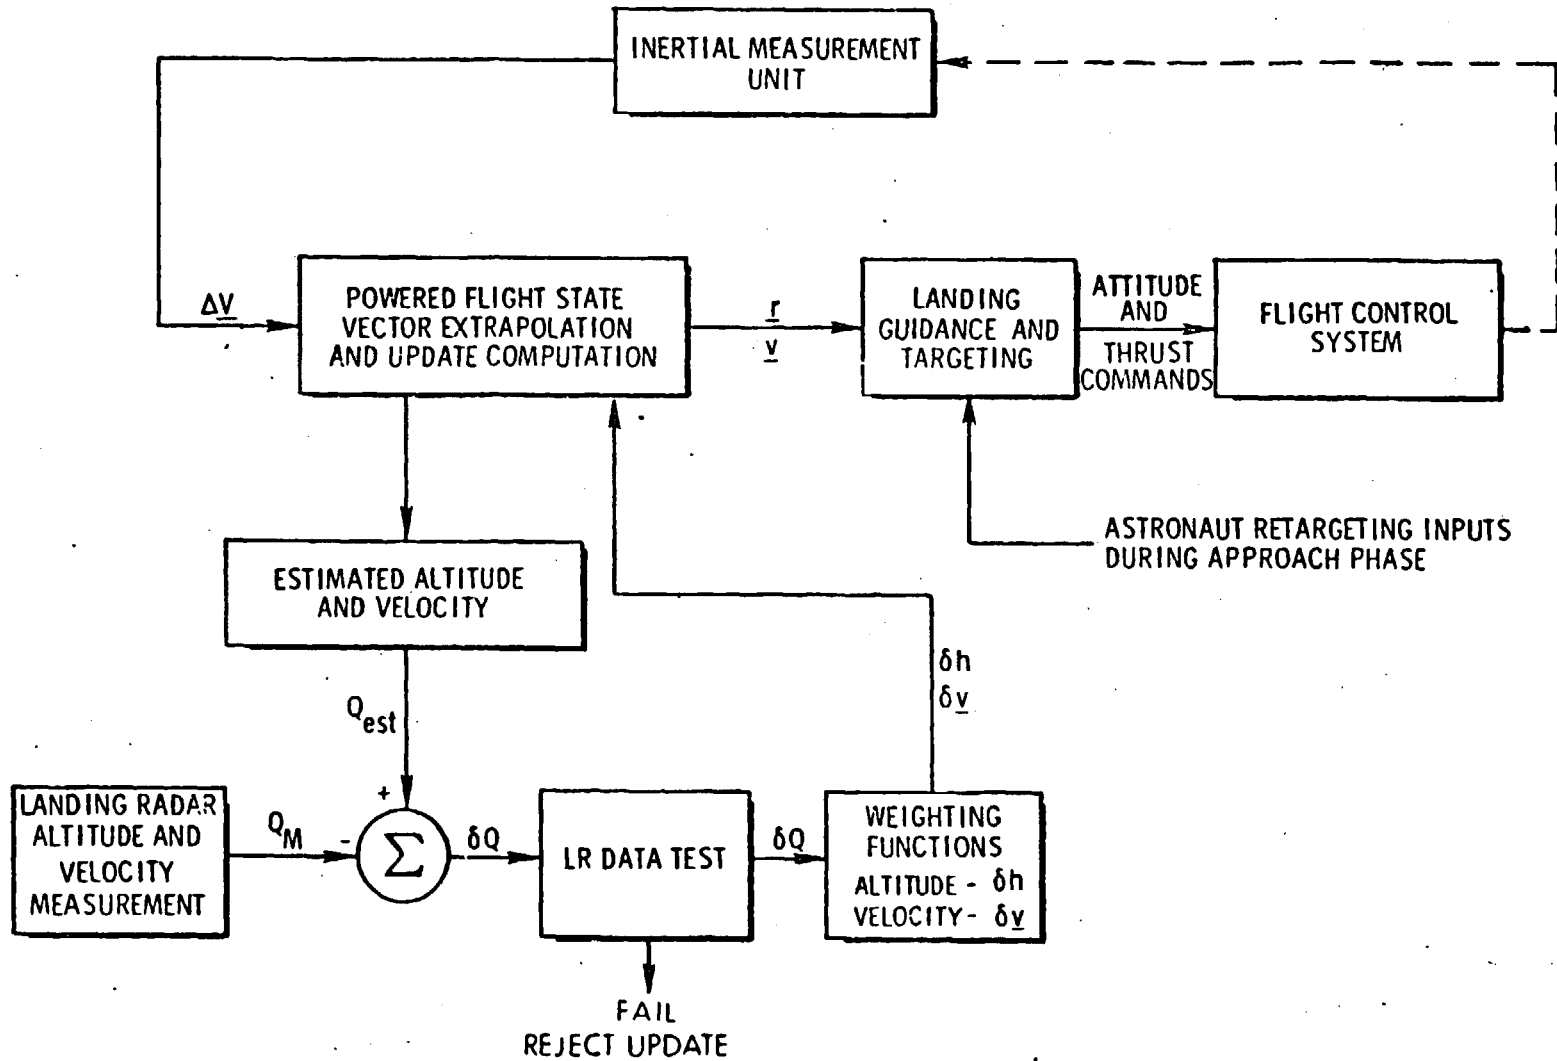 INERTIAL MEASUREMENT
UNIT
ΔV
POWERED FLIGHT STATE
VECTOR EXTRAPOLATION
AND UPDATE COMPUTATION
r
v
LANDING
GUIDANCE AND
TARGETING
ATTITUDE
AND
THRUST
COMMANDS
FLIGHT CONTROL
SYSTEM
ASTRONAUT RETARGETING INPUTS
DURING APPROACH PHASE
ESTIMATED ALTITUDE
AND VELOCITY
δh
δv
Qest
+
LANDING RADAR
ALTITUDE AND
VELOCITY
MEASUREMENT
QM
-
Σ
δQ
LR DATA TEST
δQ
WEIGHTING
FUNCTIONS
ALTITUDE - δh
VELOCITY - δv
FAIL
REJECT UPDATE